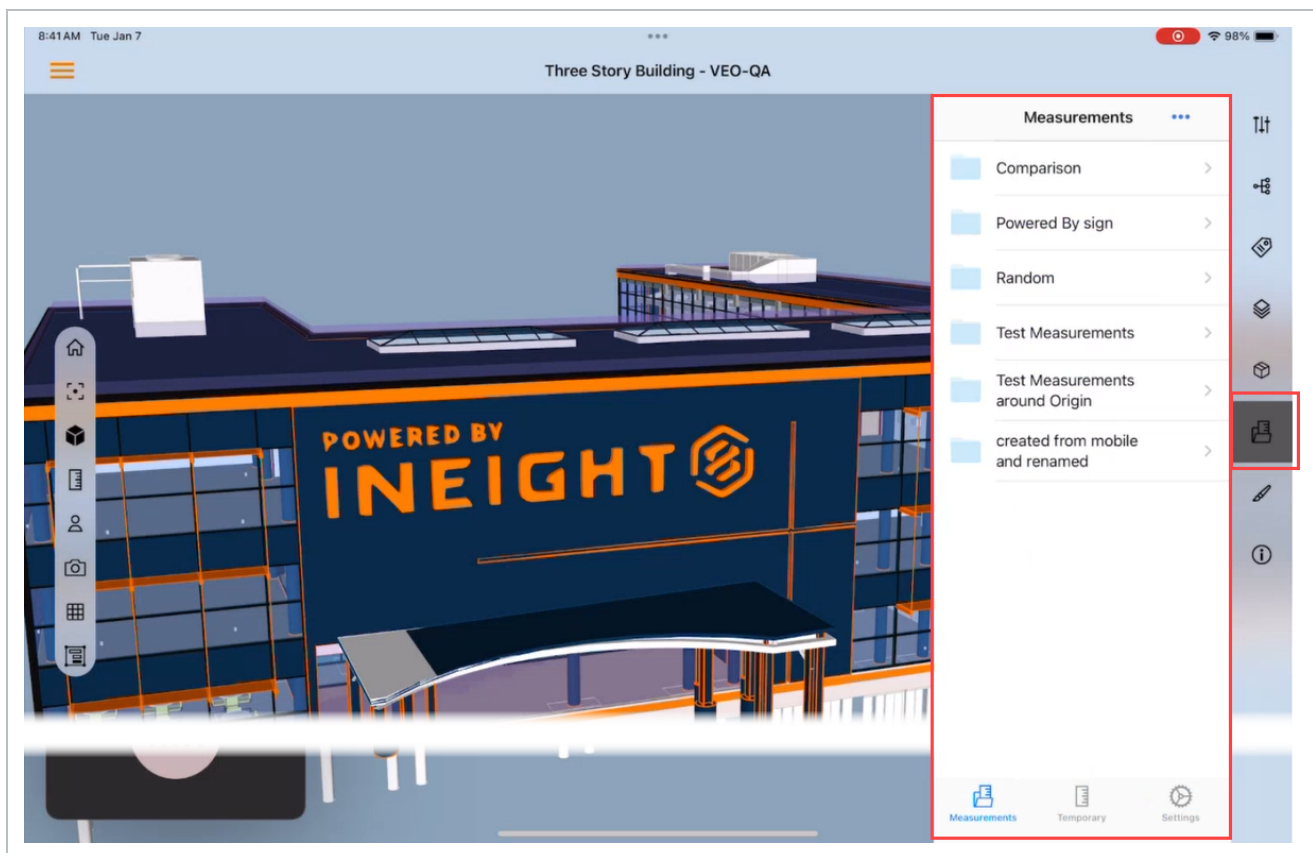 8:41 AM Tue Jan 7
98%
Three Story Building - VEO-QA
Measurements
Comparison
Powered By sign
Random
Test Measurements
Test Measurements
around Origin
created from mobile
and renamed
POWERED BY
INEIGHT
Measurements
Temporary
Settings